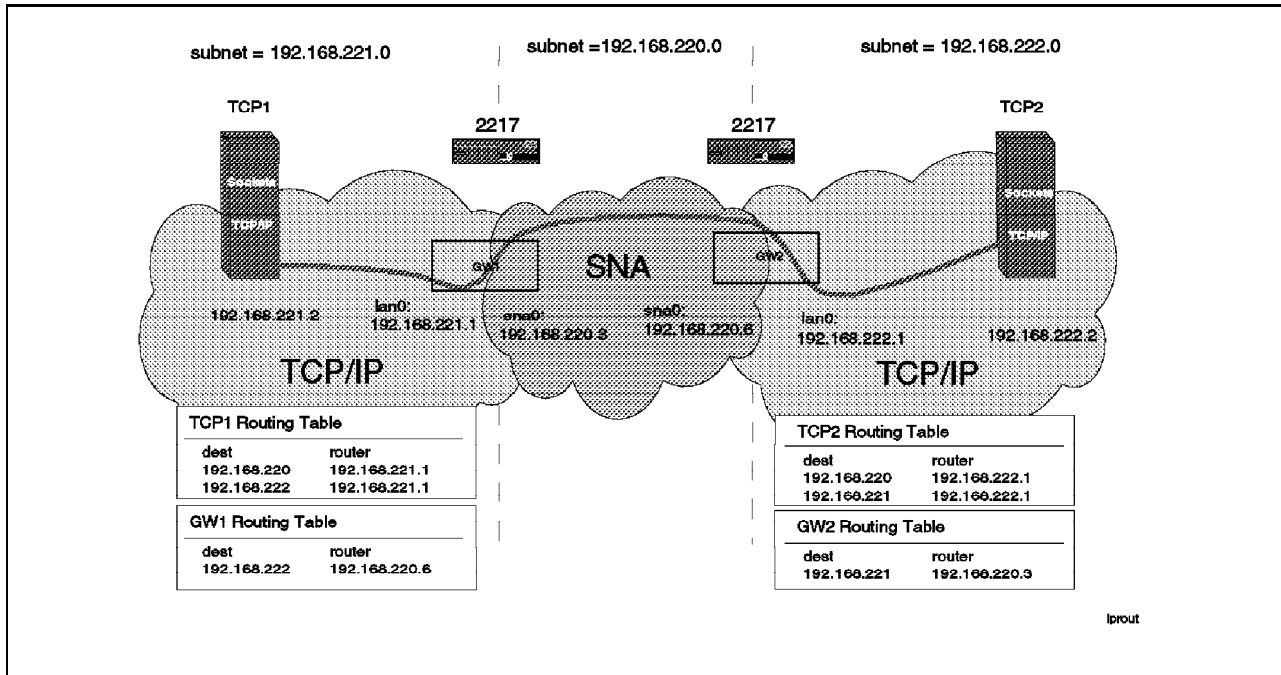 subnet = 192.168.221.0
subnet =192.168.220.0
subnet = 192.168.222.0
TCP1
TCP2
2217
2217
Sockets
TCP/IP
Sockets
TCP/IP
GW1
SNA
GW2
192.168.221.2
lan0:
192.168.221.1
sna0:
192.168.220.3
sna0:
192.168.220.6
lan0:
192.168.222.1
192.168.222.2
TCP/IP
TCP/IP
TCP1 Routing Table
dest router
192.168.220 192.168.221.1
192.168.222 192.168.221.1
GW1 Routing Table
dest router
192.168.222 192.168.220.6
TCP2 Routing Table
dest router
192.168.220 192.168.222.1
192.168.221 192.168.222.1
GW2 Routing Table
dest router
192.168.221 192.168.220.3
iprout